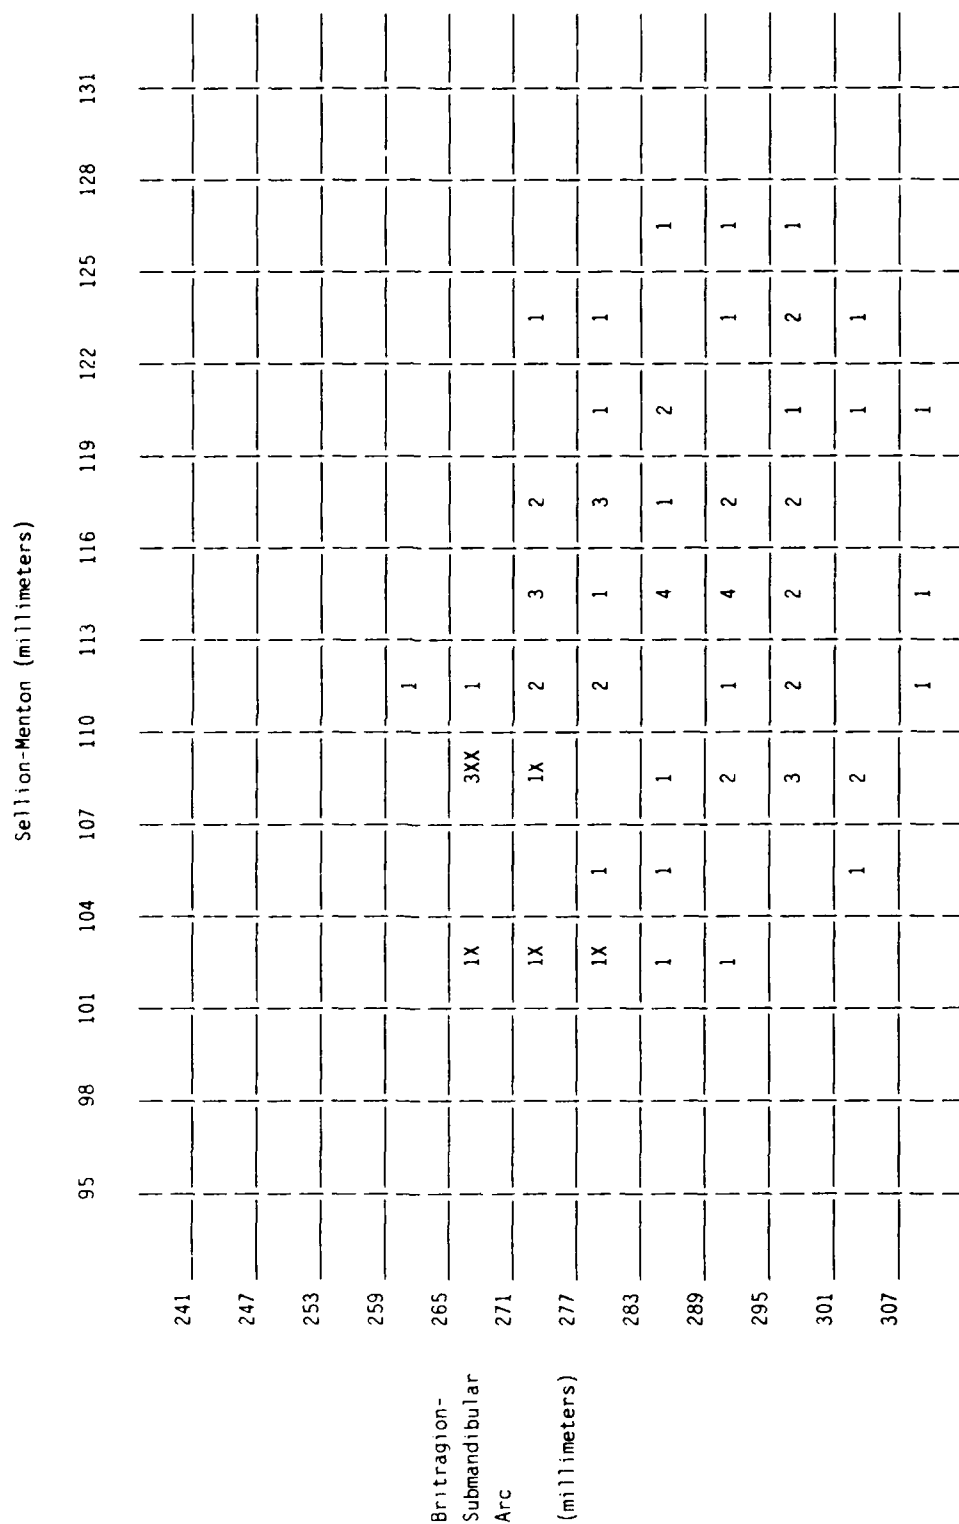 Sellion-Menton (millimeters)
95 98 101 104 107 110 113 116 119 122 125 128 131
241
247
253
259
1
Britragion- 265
Submandibular 1X 3XX 1
Arc 271
1X 1X 2 3 2 1
(millimeters) 277
1X 1 2 1 3 1 1
283
1 1 1 4 1 2 1
289
1 2 1 4 2 1 1
295
3 2 2 2 1 2 1
301
1 2 1 1
307
1 1 1